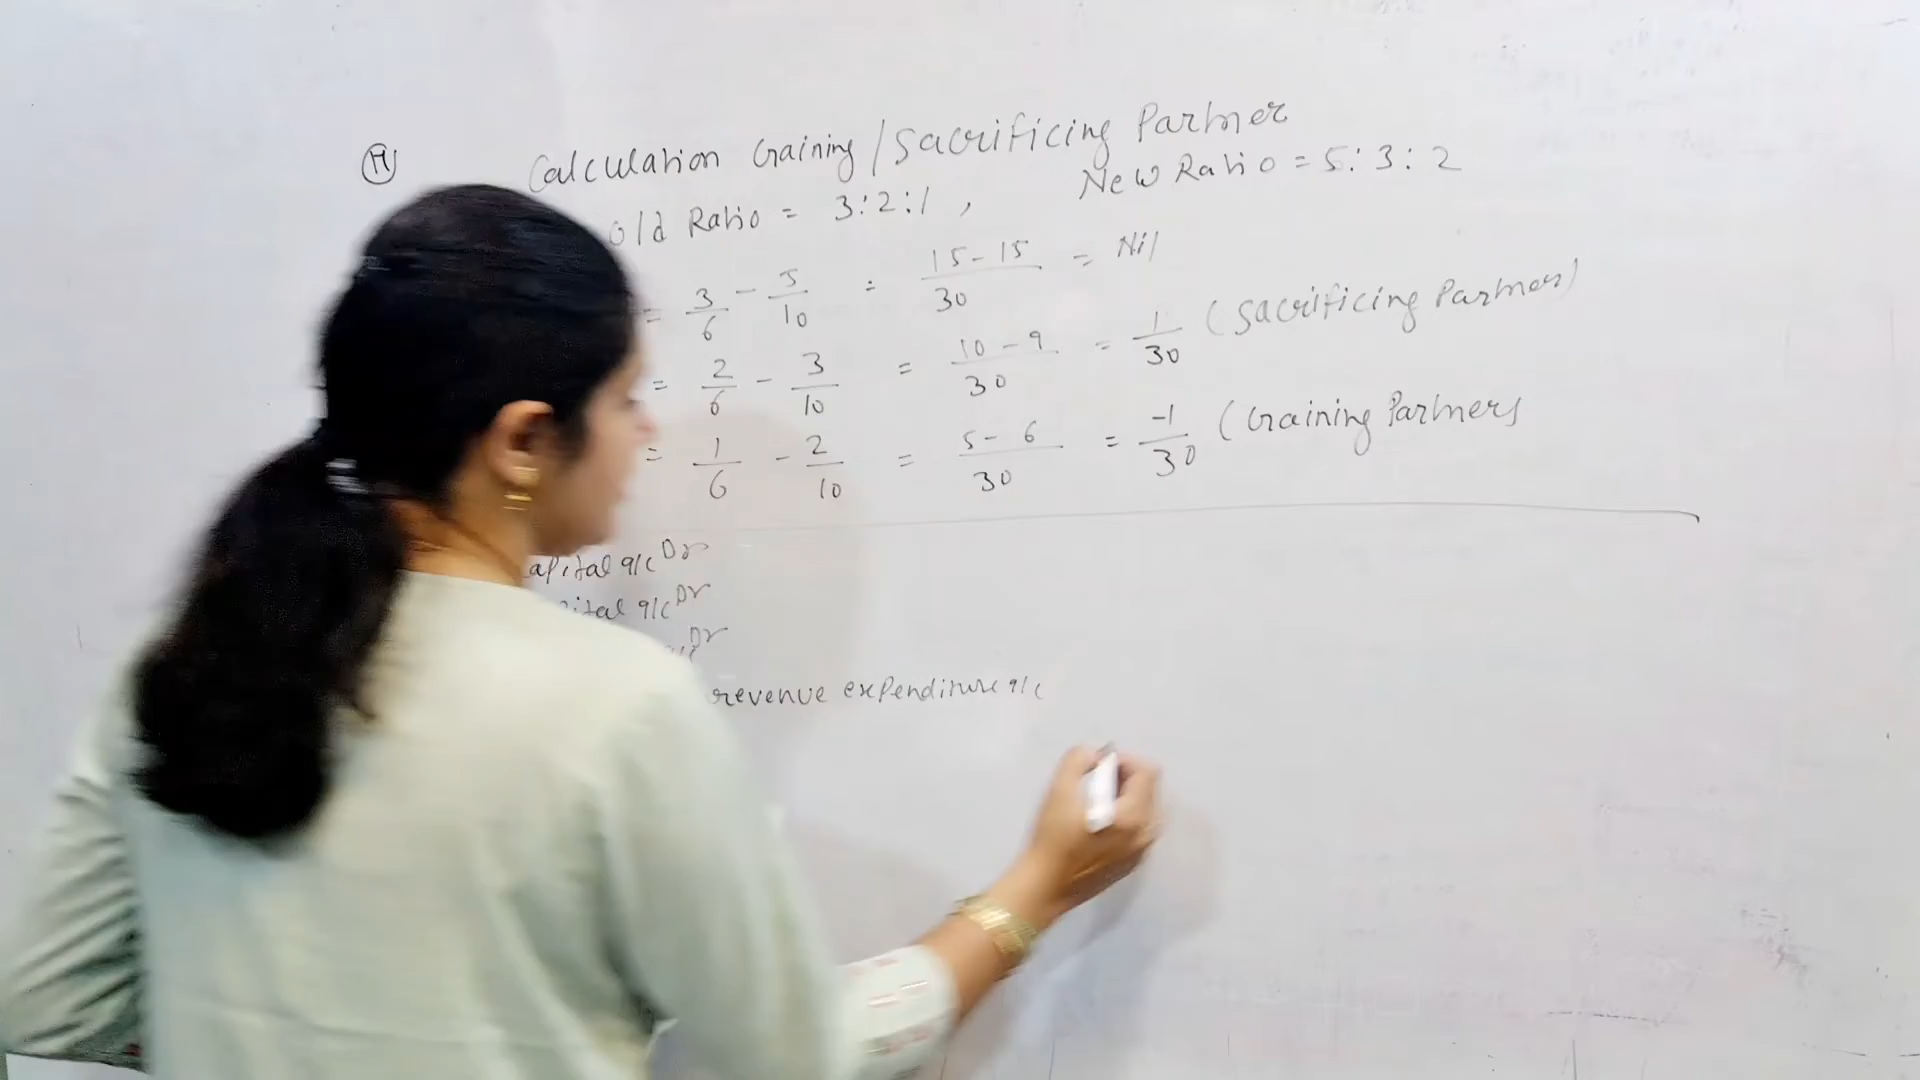 (H) Calculation Gaining/Sacrificing Partner
Old Ratio = 3:2:1 , New Ratio = 5:3:2
= 3/6 - 5/10 = 15-15/30 = Nil
= 2/6 - 3/10 = 10-9/30 = 1/30 (Sacrificing Partners)
= 1/6 - 2/10 = 5-6/30 = -1/30 (Gaining Partners
apital a/c Dr
ital a/c Dr
a/c Dr
revenue expenditure a/c